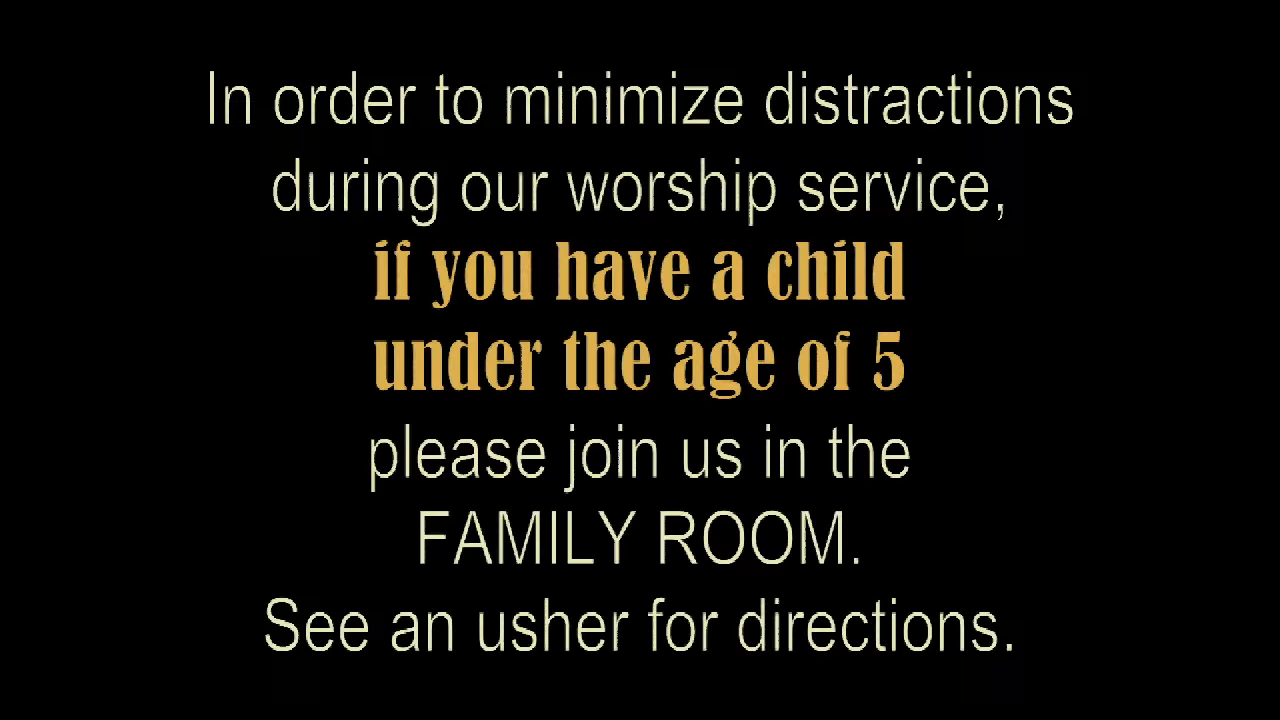 In order to minimize distractions
during our worship service,
if you have a child
under the age of 5
please join us in the
FAMILY ROOM.
See an usher for directions.